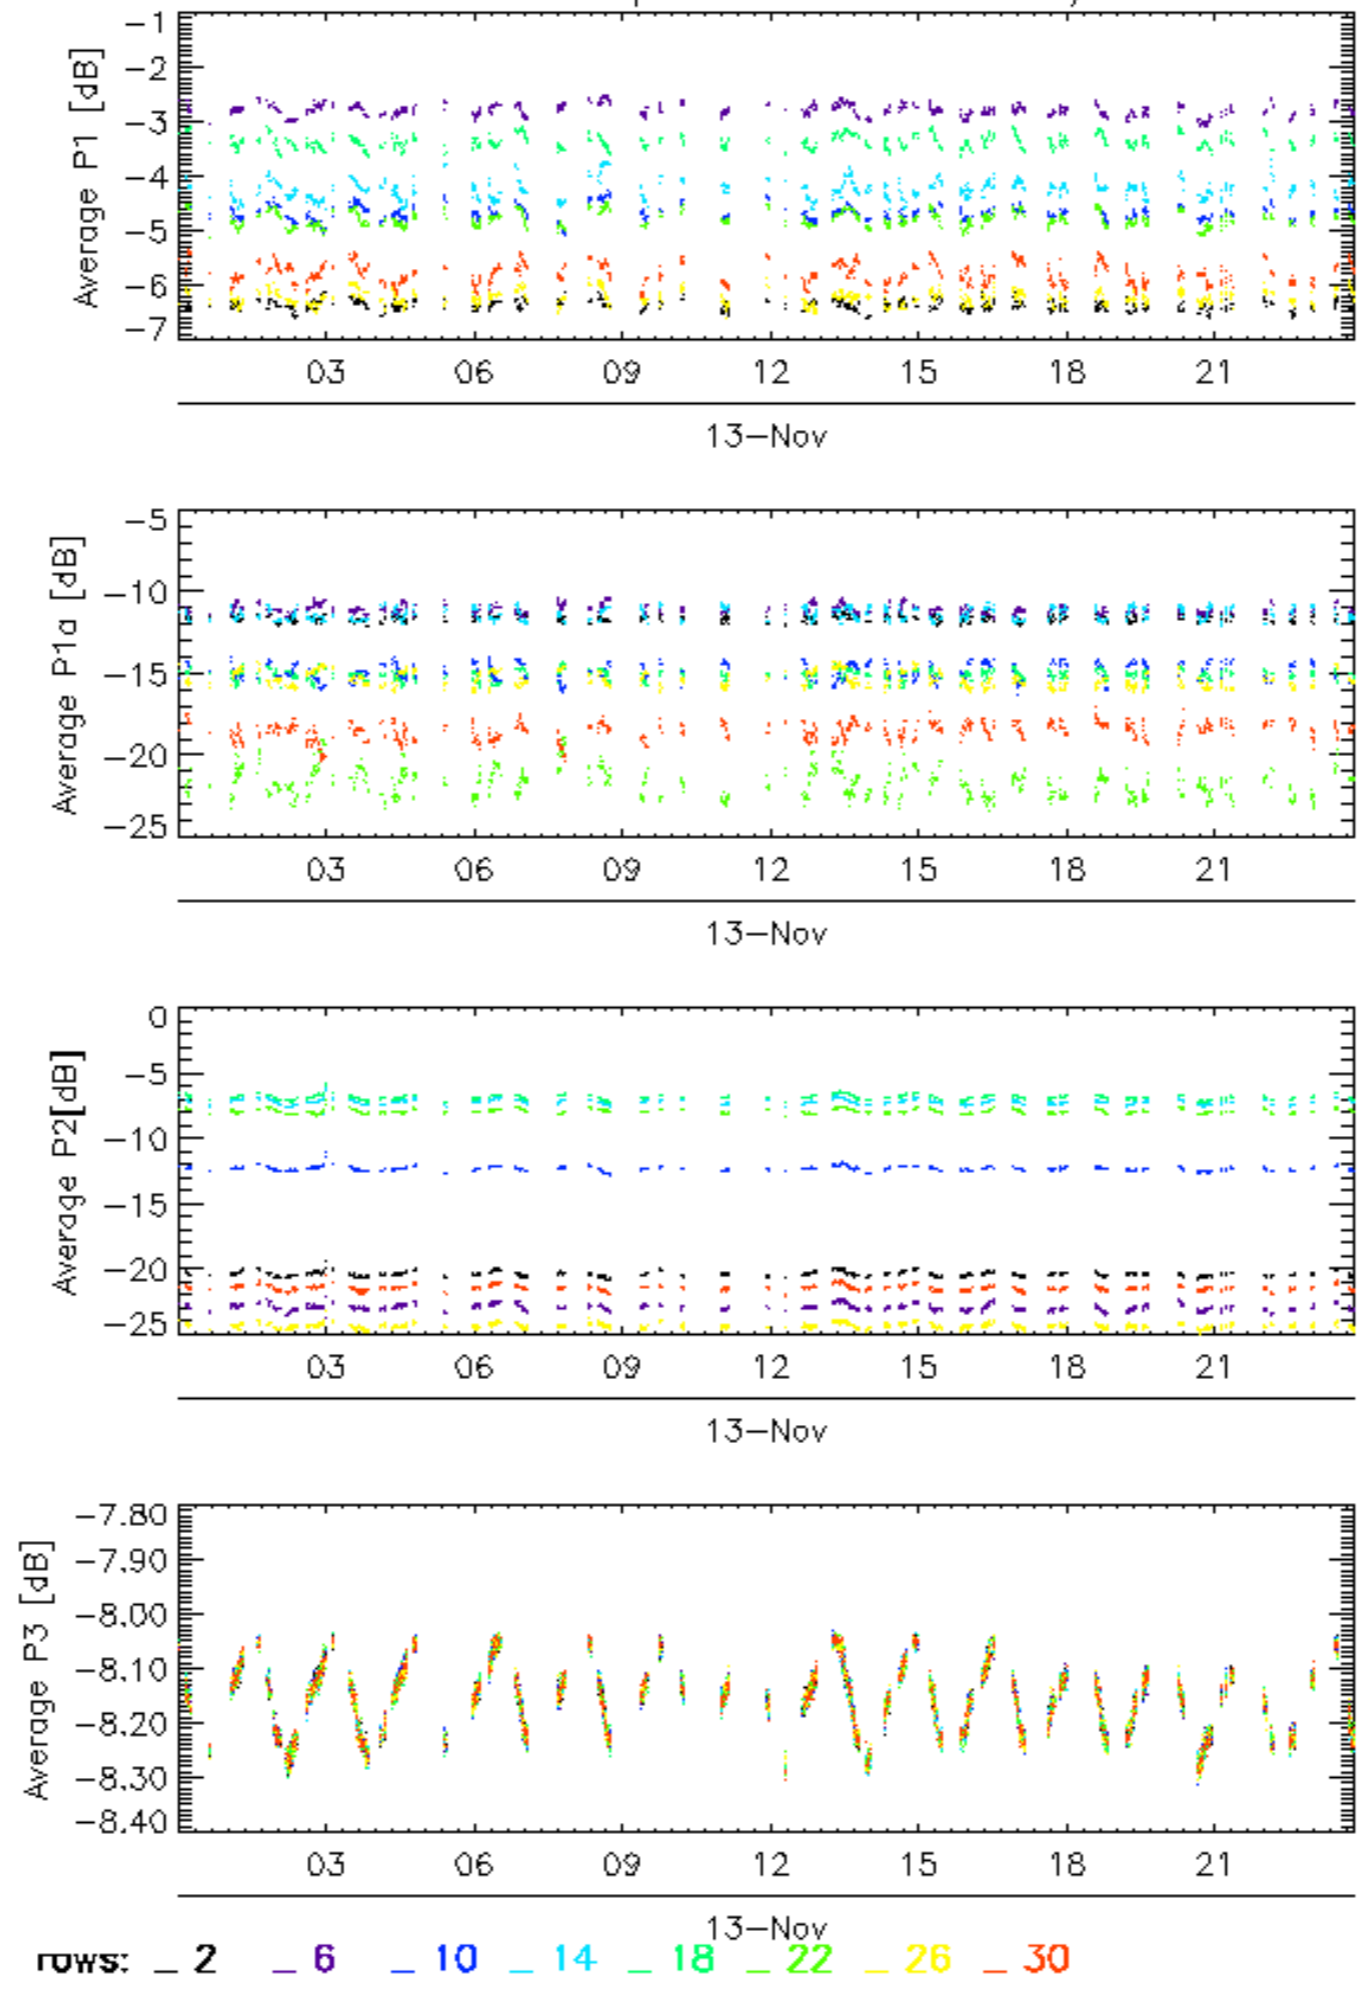 Average P1 [dB]
-1
-2
-3
-4
-5
-6
-7
03 06 09 12 15 18 21
13-Nov
Average P1a [dB]
-5
-10
-15
-20
-25
03 06 09 12 15 18 21
13-Nov
Average P2[dB]
0
-5
-10
-15
-20
-25
03 06 09 12 15 18 21
13-Nov
Average P3 [dB]
-7.80
-7.90
-8.00
-8.10
-8.20
-8.30
-8.40
03 06 09 12 15 18 21
13-Nov
rows: _ 2 _ 6 _ 10 _ 14 _ 18 _ 22 _ 26 _ 30